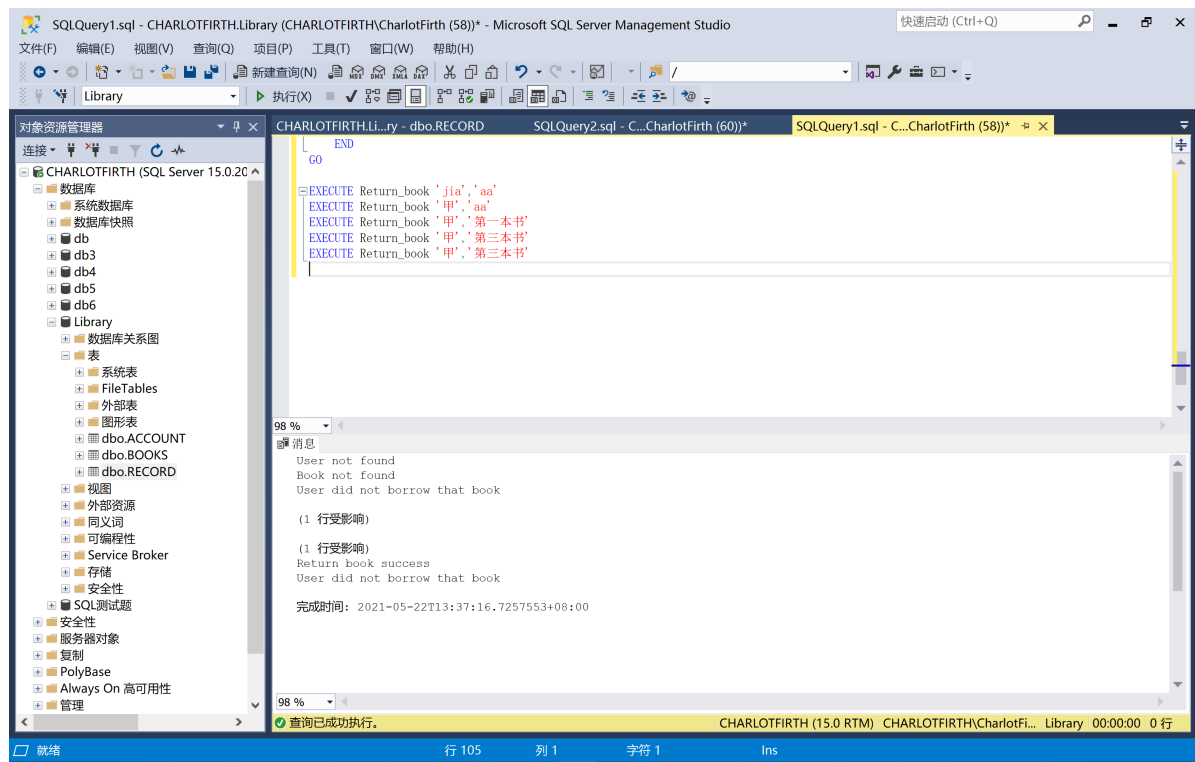 SQLQuery1.sql - CHARLOTFIRTH.Library (CHARLOTFIRTH\CharlotFirth (58))* - Microsoft SQL Server Management Studio
快速启动 (Ctrl+Q)
文件(F) 编辑(E) 视图(V) 查询(Q) 项目(P) 工具(T) 窗口(W) 帮助(H)
新建查询(N) MDX DMX XMLA DAX /
Library 执行(X)
对象资源管理器
连接
CHARLOTFIRTH (SQL Server 15.0.20
数据库
系统数据库
数据库快照
db
db3
db4
db5
db6
Library
数据库关系图
表
系统表
FileTables
外部表
图形表
dbo.ACCOUNT
dbo.BOOKS
dbo.RECORD
视图
外部资源
同义词
可编程性
Service Broker
存储
安全性
SQL测试题
安全性
服务器对象
复制
PolyBase
Always On 高可用性
管理
CHARLOTFIRTH.Li...ry - dbo.RECORD SQLQuery2.sql - C...CharlotFirth (60))* SQLQuery1.sql - C...CharlotFirth (58))*
END
GO
EXECUTE Return_book 'jia','aa'
EXECUTE Return_book '甲','aa'
EXECUTE Return_book '甲','第一本书'
EXECUTE Return_book '甲','第三本书'
EXECUTE Return_book '甲','第三本书'
98 %
消息
User not found
Book not found
User did not borrow that book
(1 行受影响)
(1 行受影响)
Return book success
User did not borrow that book
完成时间: 2021-05-22T13:37:16.7257553+08:00
98 %
查询已成功执行。 CHARLOTFIRTH (15.0 RTM) CHARLOTFIRTH\CharlotFi... Library 00:00:00 0 行
就绪 行 105 列 1 字符 1 Ins